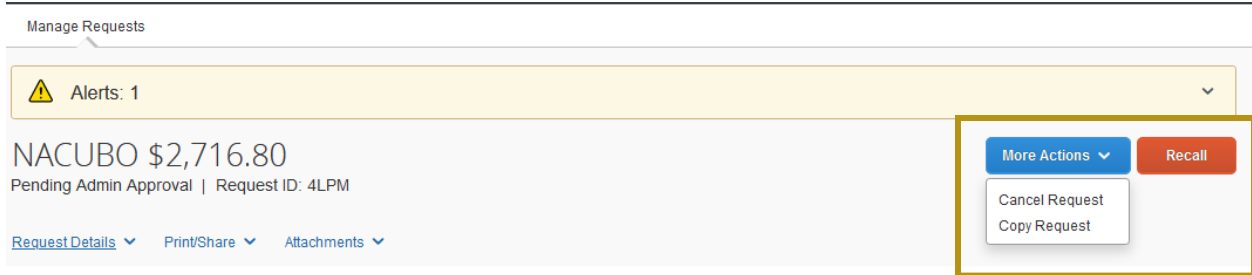 Manage Requests
Alerts: 1
NACUBO $2,716.80
More Actions
Recall
Pending Admin Approval | Request ID: 4LPM
Cancel Request
Copy Request
Request Details
Print/Share
Attachments